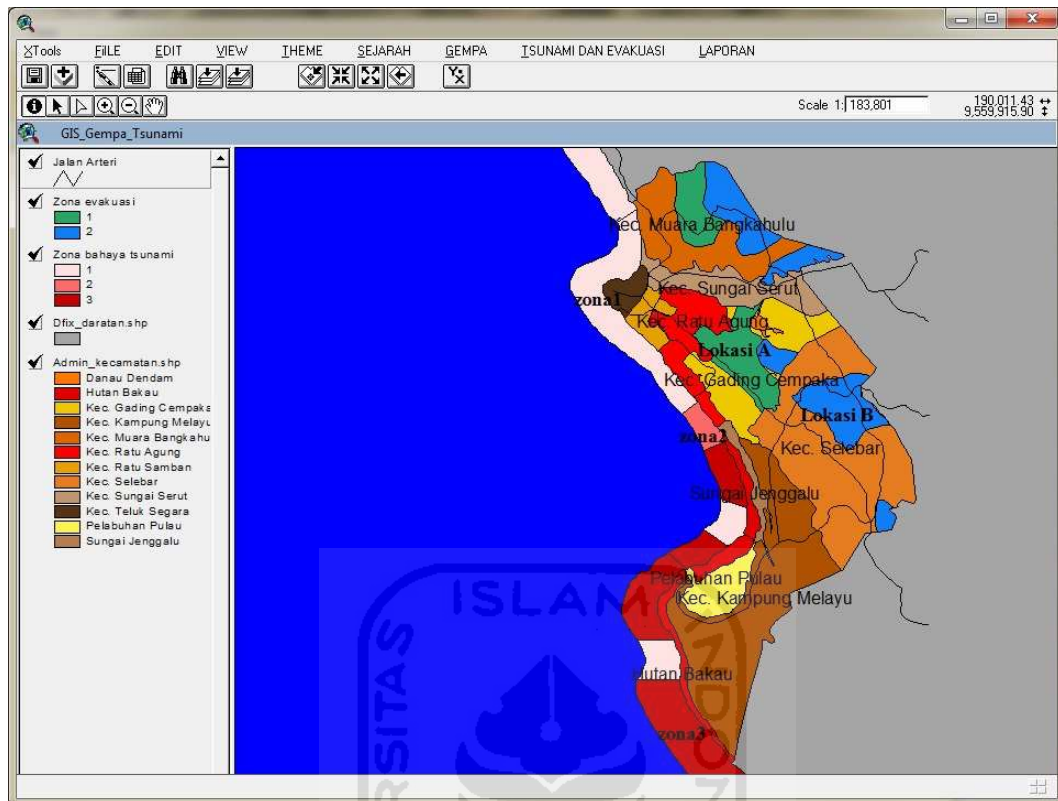 XTools FiILE EDIT VIEW THEME SEJARAH GEMPA TSUNAMI DAN EVAKUASI LAPORAN
Scale 1: 183,801
190,011.43
9,559,915.90
GIS_Gempa_Tsunami
Jalan Arteri
Zona evakuasi
1
2
Zona bahaya tsunami
1
2
3
Dfix_daratan.shp
Admin_kecamatan.shp
Danau Dendam
Hutan Bakau
Kec. Gading Cempaka
Kec. Kampung Melayu
Kec. Muara Bangkahu
Kec. Ratu Agung
Kec. Ratu Samban
Kec. Selebar
Kec. Sungai Serut
Kec. Teluk Segara
Pelabuhan Pulau
Sungai Jenggalu
Kec. Muara Bangkahulu
Kec. Sungai Serut
zona1
Kec. Ratu Agung
Lokasi A
Kec. Gading Cempaka
Lokasi B
zona2
Kec. Selebar
Sungai Jenggalu
Pelabuhan Pulau
Kec. Kampung Melayu
Hutan Bakau
zona3
ISLAM